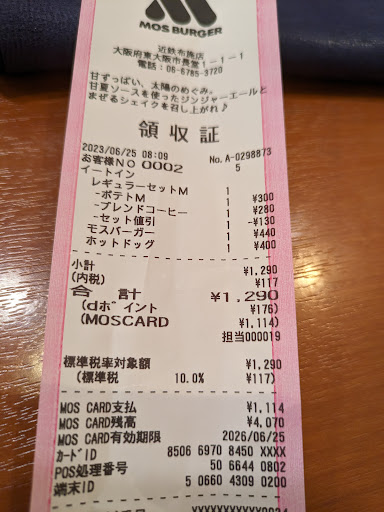 MOS BURGER
近鉄布施店
大阪府東大阪市長堂1-1-1
電話:06-6785-3720
甘ずっぱい、太陽のめぐみ。
甘夏ソースを使ったジンジャーエールと
まぜるシェイクを召し上がれ♪
領収証
2023/06/25 08:09 No.A-0298873
お客様NO 0002 5
イートイン
レギュラーセットM 1
-ポテトM 1 ¥300
-ブレンドコーヒー 1 ¥280
-セット値引 1 -¥130
モスバーガー 1 ¥440
ホットドッグ 1 ¥400
小計 ¥1,290
(内税) ¥117
合 計 ¥1,290
(dポイント ¥176)
(MOSCARD ¥1,114)
担当000019
標準税率対象額 ¥1,290
(標準税 10.0% ¥117)
MOS CARD支払 ¥1,114
MOS CARD残高 ¥4,070
MOS CARD有効期限 2026/06/25
カードID 8506 6970 8450 XXXX
POS処理番号 50 6644 0802
端末ID 5 0660 4309 0200